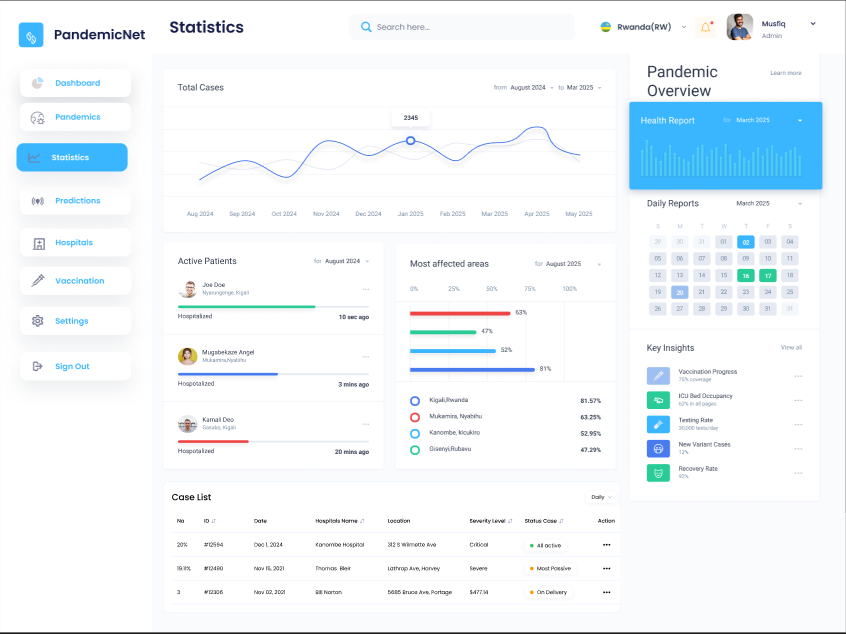 PandemicNet
Statistics
Search here...
Rwanda(RW)
Musfiq
Admin
Dashboard
Pandemics
Statistics
Predictions
Hospitals
Vaccination
Settings
Sign Out
Total Cases
from August 2024 to Mar 2025
2345
Aug 2024 Sep 2024 Oct 2024 Nov 2024 Dec 2024 Jan 2025 Feb 2025 Mar 2025 Apr 2025 May 2025
Active Patients
for August 2024
Joe Doe
Nyarungenge, Kigali
Hospitalized 10 sec ago
Mugabekaze Angel
Mukamira,Nyabihu
Hospotalized 3 mins ago
Kamali Deo
Gasabo, Kigali
Hospotalized 20 mins ago
Most affected areas
for August 2025
0% 25% 50% 75% 100%
63%
47%
52%
81%
Kigali,Rwanda 81.57%
Mukamira, Nyabihu 63.25%
Kanombe, kicukiro 52.95%
Gisenyi,Rubavu 47.29%
Pandemic
Overview
Learn more
Health Report for March 2025
Daily Reports March 2025
S M T W T F S
29 30 31 01 02 03 04
05 06 07 08 09 10 11
12 13 14 15 16 17 18
19 20 21 22 23 24 25
26 27 28 29 30 31 31
Key Insights View all
Vaccination Progress
75% coverage
ICU Bed Occupancy
62% in all pages
Testing Rate
30,000 tests/day
New Variant Cases
12%
Recovery Rate
92%
Case List
Daily
No ID Date Hospitals Name Location Severity Level Status Case Action
20% #12594 Dec 1, 2024 Kanombe Hospital 312 S Wilmette Ave Critical All active
19.11% #12490 Nov 15, 2021 Thomas Bleir Lathrop Ave, Harvey Severe Most Passive
3 #12306 Nov 02, 2021 Bill Norton 5685 Bruce Ave, Portage $477.14 On Delivery